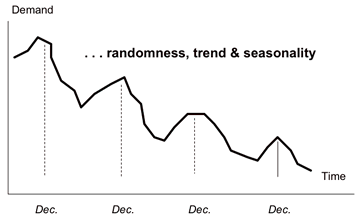 Demand
. . . randomness, trend & seasonality
Time
Dec. Dec. Dec. Dec.